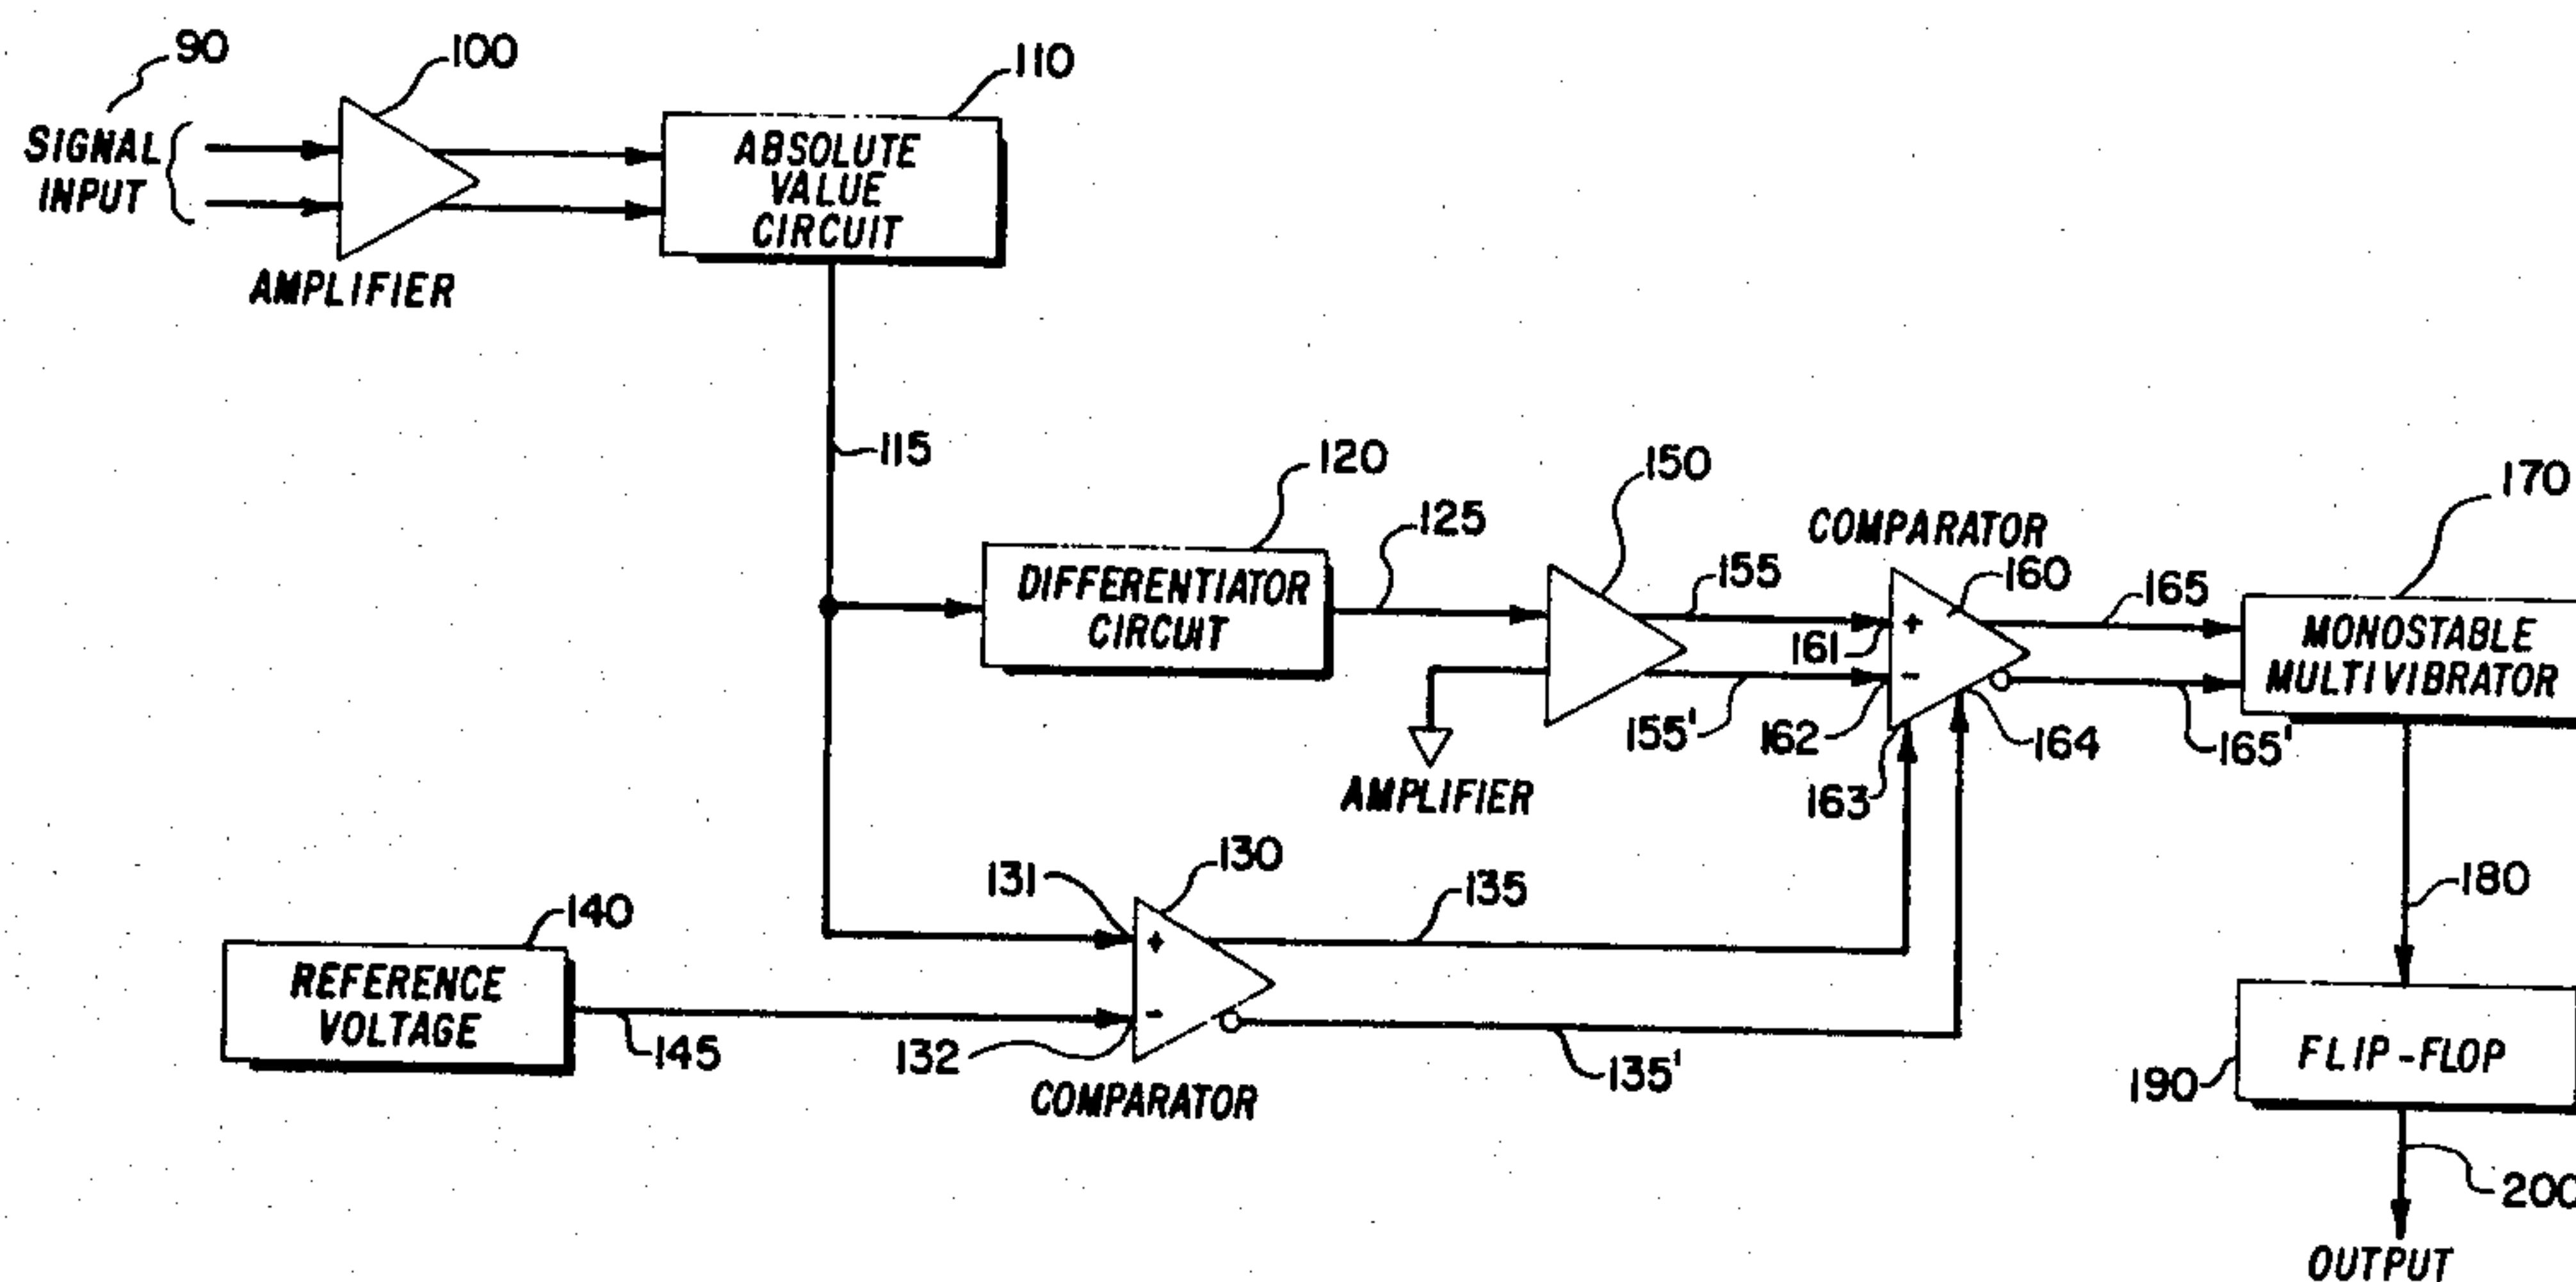 90
100
110
SIGNAL
INPUT
ABSOLUTE
VALUE
CIRCUIT
AMPLIFIER
115
120
125
150
COMPARATOR
170
DIFFERENTIATOR
CIRCUIT
155
160
165
161
+
-
MONOSTABLE
MULTIVIBRATOR
155'
162
164
165'
163
AMPLIFIER
130
131
135
180
140
+
-
REFERENCE
VOLTAGE
145
132
135'
COMPARATOR
FLIP-FLOP
190
200
OUTPUT